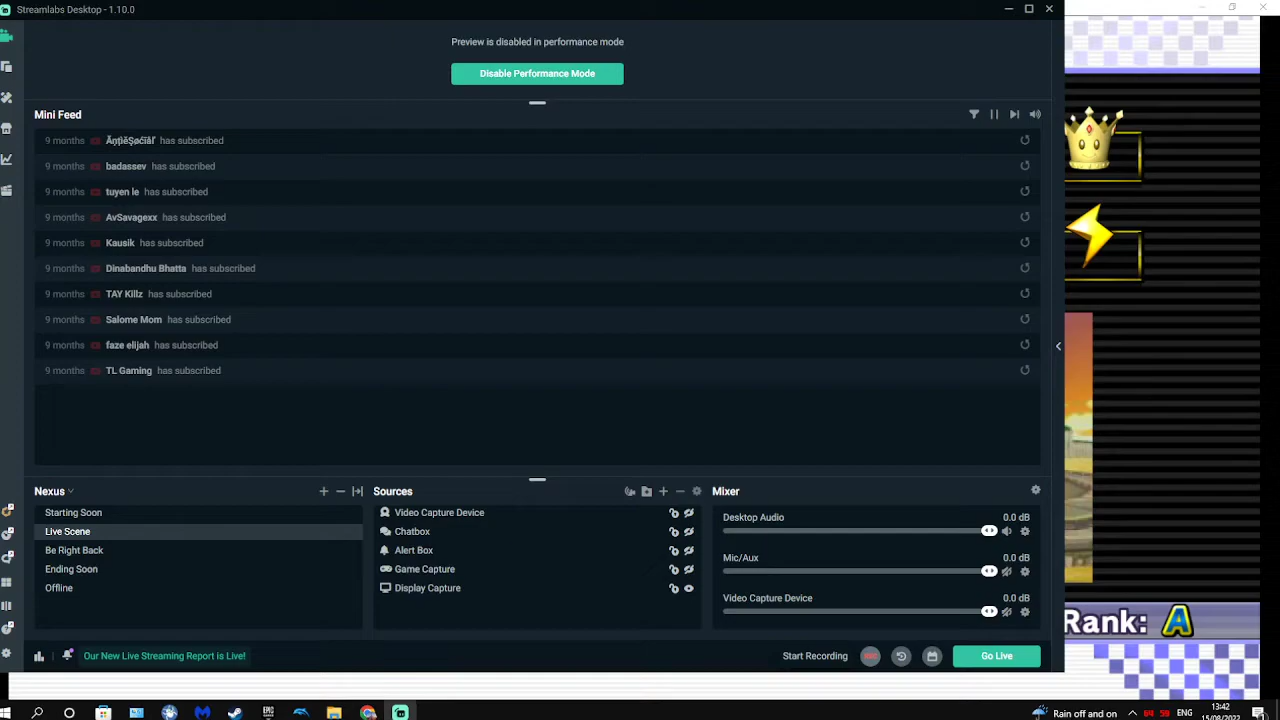 Streamlabs Desktop - 1.10.0
Preview is disabled in performance mode
Disable Performance Mode
Mini Feed
9 months has subscribed
9 months badassev has subscribed
9 months tuyen le has subscribed
9 months AvSavagexx has subscribed
9 months Kausik has subscribed
9 months Dinabandhu Bhatta has subscribed
9 months TAY Killz has subscribed
9 months Salome Mom has subscribed
9 months faze elijah has subscribed
9 months TL Gaming has subscribed
Nexus
Starting Soon
Live Scene
Be Right Back
Ending Soon
Offline
Sources
Video Capture Device
Chatbox
Alert Box
Game Capture
Display Capture
Mixer
Desktop Audio 0.0 dB
Mic/Aux 0.0 dB
Video Capture Device 0.0 dB
Rank: A
Our New Live Streaming Report is Live!
Start Recording REC Go Live
EPIC
Rain off and on
ENG
13:42
15/08/2022